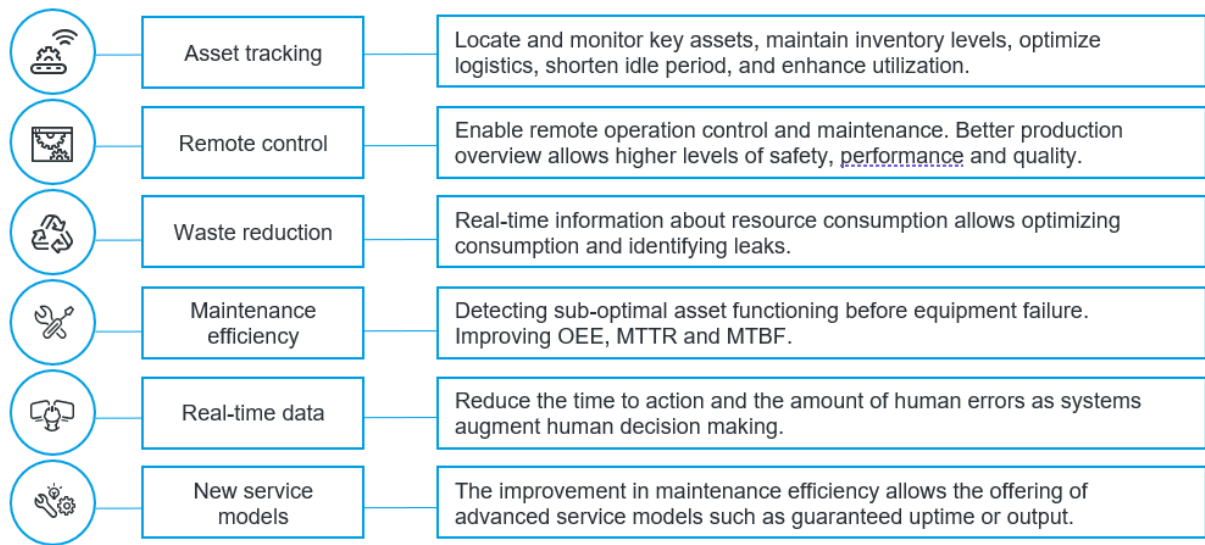 Asset tracking
Locate and monitor key assets, maintain inventory levels, optimize
logistics, shorten idle period, and enhance utilization.
Remote control
Enable remote operation control and maintenance. Better production
overview allows higher levels of safety, performance and quality.
Waste reduction
Real-time information about resource consumption allows optimizing
consumption and identifying leaks.
Maintenance
efficiency
Detecting sub-optimal asset functioning before equipment failure.
Improving OEE, MTTR and MTBF.
Real-time data
Reduce the time to action and the amount of human errors as systems
augment human decision making.
New service
models
The improvement in maintenance efficiency allows the offering of
advanced service models such as guaranteed uptime or output.